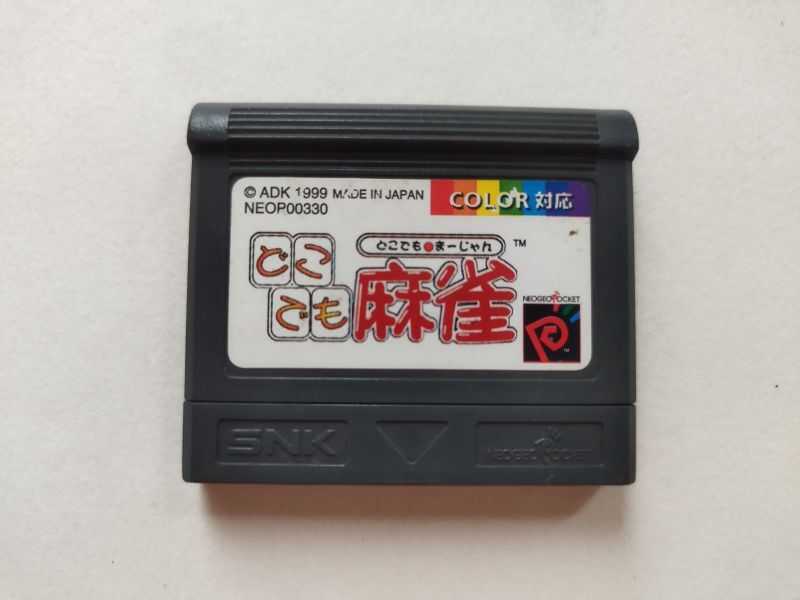 © ADK 1999 MADE IN JAPAN
NEOP00330
COLOR 対応
どこでも●まーじゃん ™
どこ
でも
麻雀
NEOGEO POCKET
TM
SNK
NEOGEO POCKET